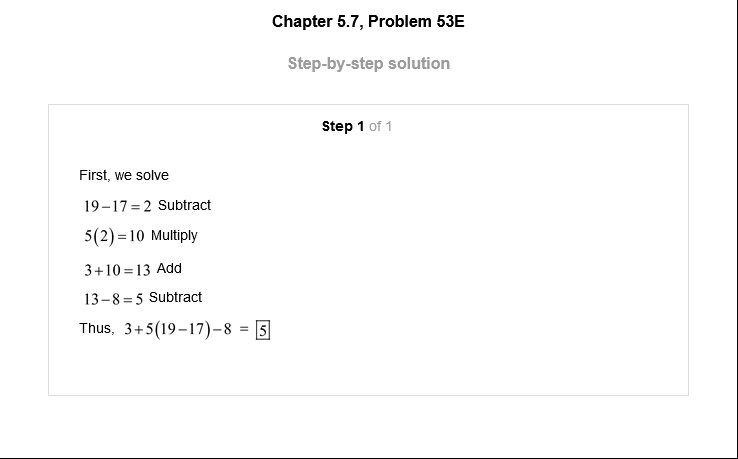 Chapter 5.7, Problem 53E
Step-by-step solution
Step 1 of 1
First, we solve
19−17=2 Subtract
5(2)=10 Multiply
3+10=13 Add
13−8=5 Subtract
Thus, 3+5(19−17)−8 = 5